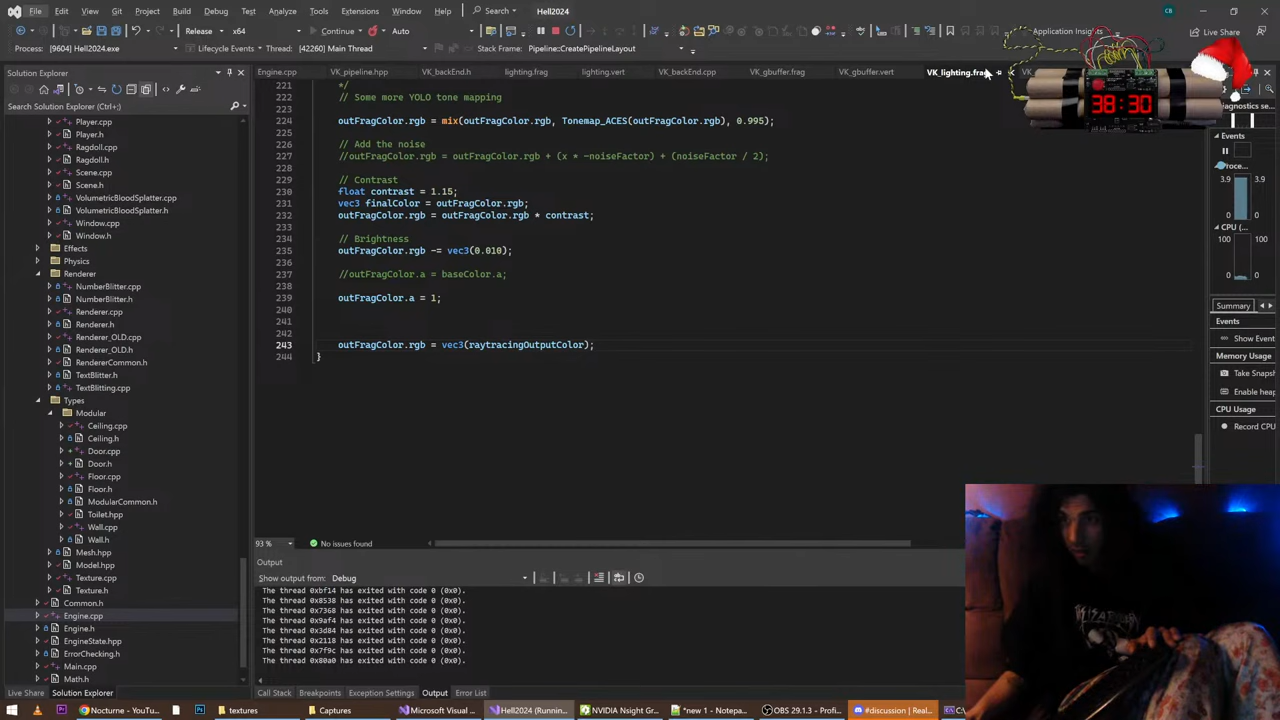 File Edit View Git Project Build Debug Test Analyze Tools Extensions Window Help Search Hell2024 CB
Release x64 Continue Auto Application Insights Live Share
Process: [9604] Hell2024.exe Lifecycle Events Thread: [42260] Main Thread Stack Frame: Pipeline::CreatePipelineLayout
Solution Explorer
Engine.cpp VK_pipeline.hpp VK_backEnd.h lighting.frag lighting.vert VK_backEnd.cpp VK_gbuffer.frag VK_gbuffer.vert VK_lighting.frag
38:30
Search Solution Explorer (Ctrl+;)
Player.cpp
Player.h
Ragdoll.cpp
Ragdoll.h
Scene.cpp
Scene.h
VolumetricBloodSplatter.cpp
VolumetricBloodSplatter.h
Window.cpp
Window.h
Effects
Physics
Renderer
NumberBlitter.cpp
NumberBlitter.h
Renderer.cpp
Renderer.h
Renderer_OLD.cpp
Renderer_OLD.h
RendererCommon.h
TextBlitter.h
TextBlitting.cpp
Types
Modular
Ceiling.cpp
Ceiling.h
Door.cpp
Door.h
Floor.cpp
Floor.h
ModularCommon.h
Toilet.hpp
Wall.cpp
Wall.h
Mesh.hpp
Model.hpp
Texture.cpp
Texture.h
Common.h
Engine.cpp
Engine.h
EngineState.hpp
ErrorChecking.h
Main.cpp
Math.h
Live Share Solution Explorer
221 */
222 // Some more YOLO tone mapping
223
224 outFragColor.rgb = mix(outFragColor.rgb, Tonemap_ACES(outFragColor.rgb), 0.995);
225
226 // Add the noise
227 //outFragColor.rgb = outFragColor.rgb + (x * -noiseFactor) + (noiseFactor / 2);
228
229 // Contrast
230 float contrast = 1.15;
231 vec3 finalColor = outFragColor.rgb;
232 outFragColor.rgb = outFragColor.rgb * contrast;
233
234 // Brightness
235 outFragColor.rgb -= vec3(0.010);
236
237 //outFragColor.a = baseColor.a;
238
239 outFragColor.a = 1;
240
241
242
243 outFragColor.rgb = vec3(raytracingOutputColor);
244 }
93 % No issues found
Output
Show output from: Debug
The thread 0xbf14 has exited with code 0 (0x0).
The thread 0x8538 has exited with code 0 (0x0).
The thread 0x7368 has exited with code 0 (0x0).
The thread 0x9af4 has exited with code 0 (0x0).
The thread 0x3d84 has exited with code 0 (0x0).
The thread 0x2118 has exited with code 0 (0x0).
The thread 0x7f9c has exited with code 0 (0x0).
The thread 0x80a0 has exited with code 0 (0x0).
Call Stack Breakpoints Exception Settings Output Error List
Events
3.9 3.9
0 0
CPU (
100 100
0 0
Summary
Events
Show Event
Memory Usage
Take Snaps
Enable heap
CPU Usage
Record CPU
Nocturne - YouTu... textures Captures Microsoft Visual ... Hell2024 (Runnin... NVIDIA Nsight Gr... *new 1 - Notepa... OBS 29.1.3 - Prof... #discussion | Real...